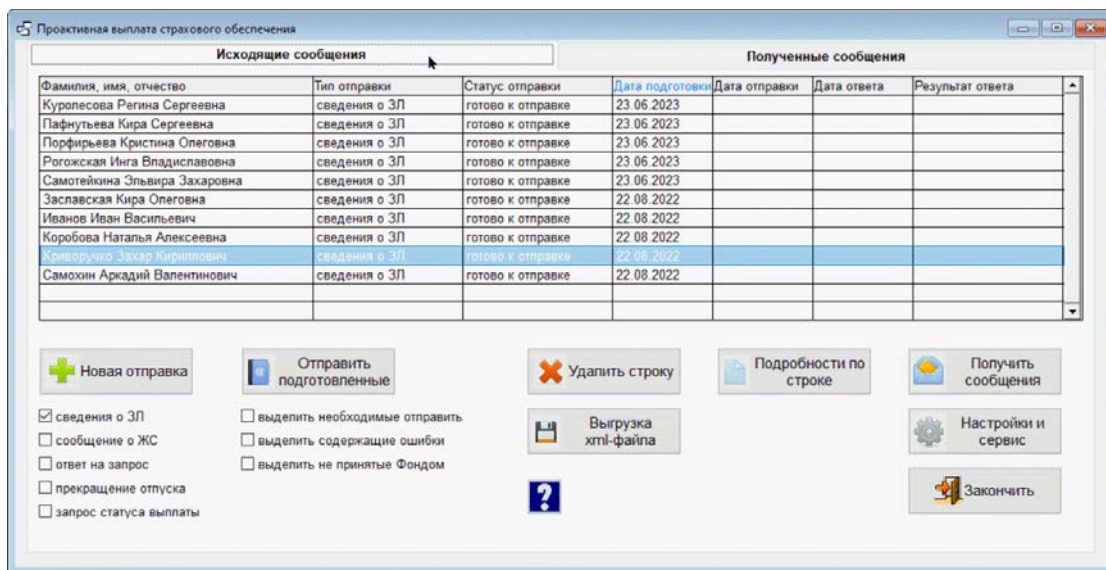 Проактивная выплата страхового обеспечения
Исходящие сообщения Полученные сообщения
Фамилия, имя, отчество Тип отправки Статус отправки Дата подготовки Дата отправки Дата ответа Результат ответа
Куролесова Регина Сергеевна сведения о ЗЛ готово к отправке 23.06.2023
Пафнутьева Кира Сергеевна сведения о ЗЛ готово к отправке 23.06.2023
Порфирьева Кристина Олеговна сведения о ЗЛ готово к отправке 23.06.2023
Рогожская Инга Владиславовна сведения о ЗЛ готово к отправке 23.06.2023
Самотейкина Эльвира Захаровна сведения о ЗЛ готово к отправке 23.06.2023
Заславская Кира Олеговна сведения о ЗЛ готово к отправке 22.08.2022
Иванов Иван Васильевич сведения о ЗЛ готово к отправке 22.08.2022
Коробова Наталья Алексеевна сведения о ЗЛ готово к отправке 22.08.2022
Криворучко Захар Кириллович сведения о ЗЛ готово к отправке 22.08.2022
Самохин Аркадий Валентинович сведения о ЗЛ готово к отправке 22.08.2022
Новая отправка
Отправить
подготовленные
Удалить строку
Подробности по
строке
Получить
сообщения
сведения о ЗЛ
сообщение о ЖС
ответ на запрос
прекращение отпуска
запрос статуса выплаты
выделить необходимые отправить
выделить содержащие ошибки
выделить не принятые Фондом
Выгрузка
xml-файла
?
Настройки и
сервис
Закончить